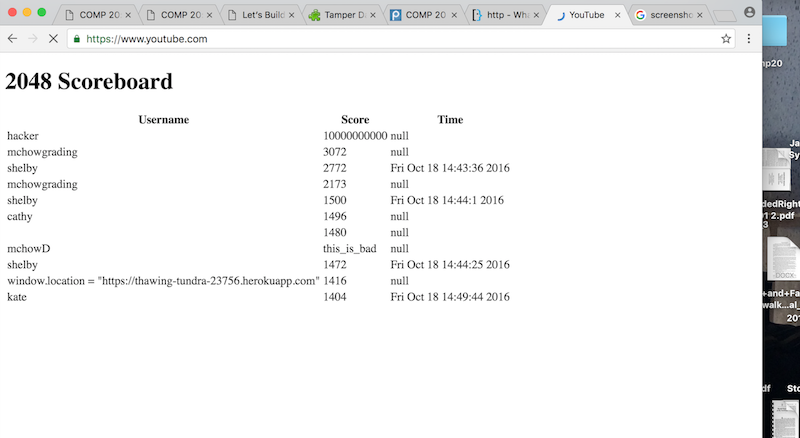 COMP 20
COMP 20
Let's Build
Tamper Da
COMP 20
http - Wha
YouTube
screensho
https://www.youtube.com
2048 Scoreboard
Username Score Time
hacker 10000000000 null
mchowgrading 3072 null
shelby 2772 Fri Oct 18 14:43:36 2016
mchowgrading 2173 null
shelby 1500 Fri Oct 18 14:44:1 2016
cathy 1496 null
1480 null
mchowD this_is_bad null
shelby 1472 Fri Oct 18 14:44:25 2016
window.location = "https://thawing-tundra-23756.herokuapp.com" 1416 null
kate 1404 Fri Oct 18 14:49:44 2016
mp20
Ja
Sy
dedRight
01 2.pdf
DOCX
+and+Fa
walk...al_
201
df Sto